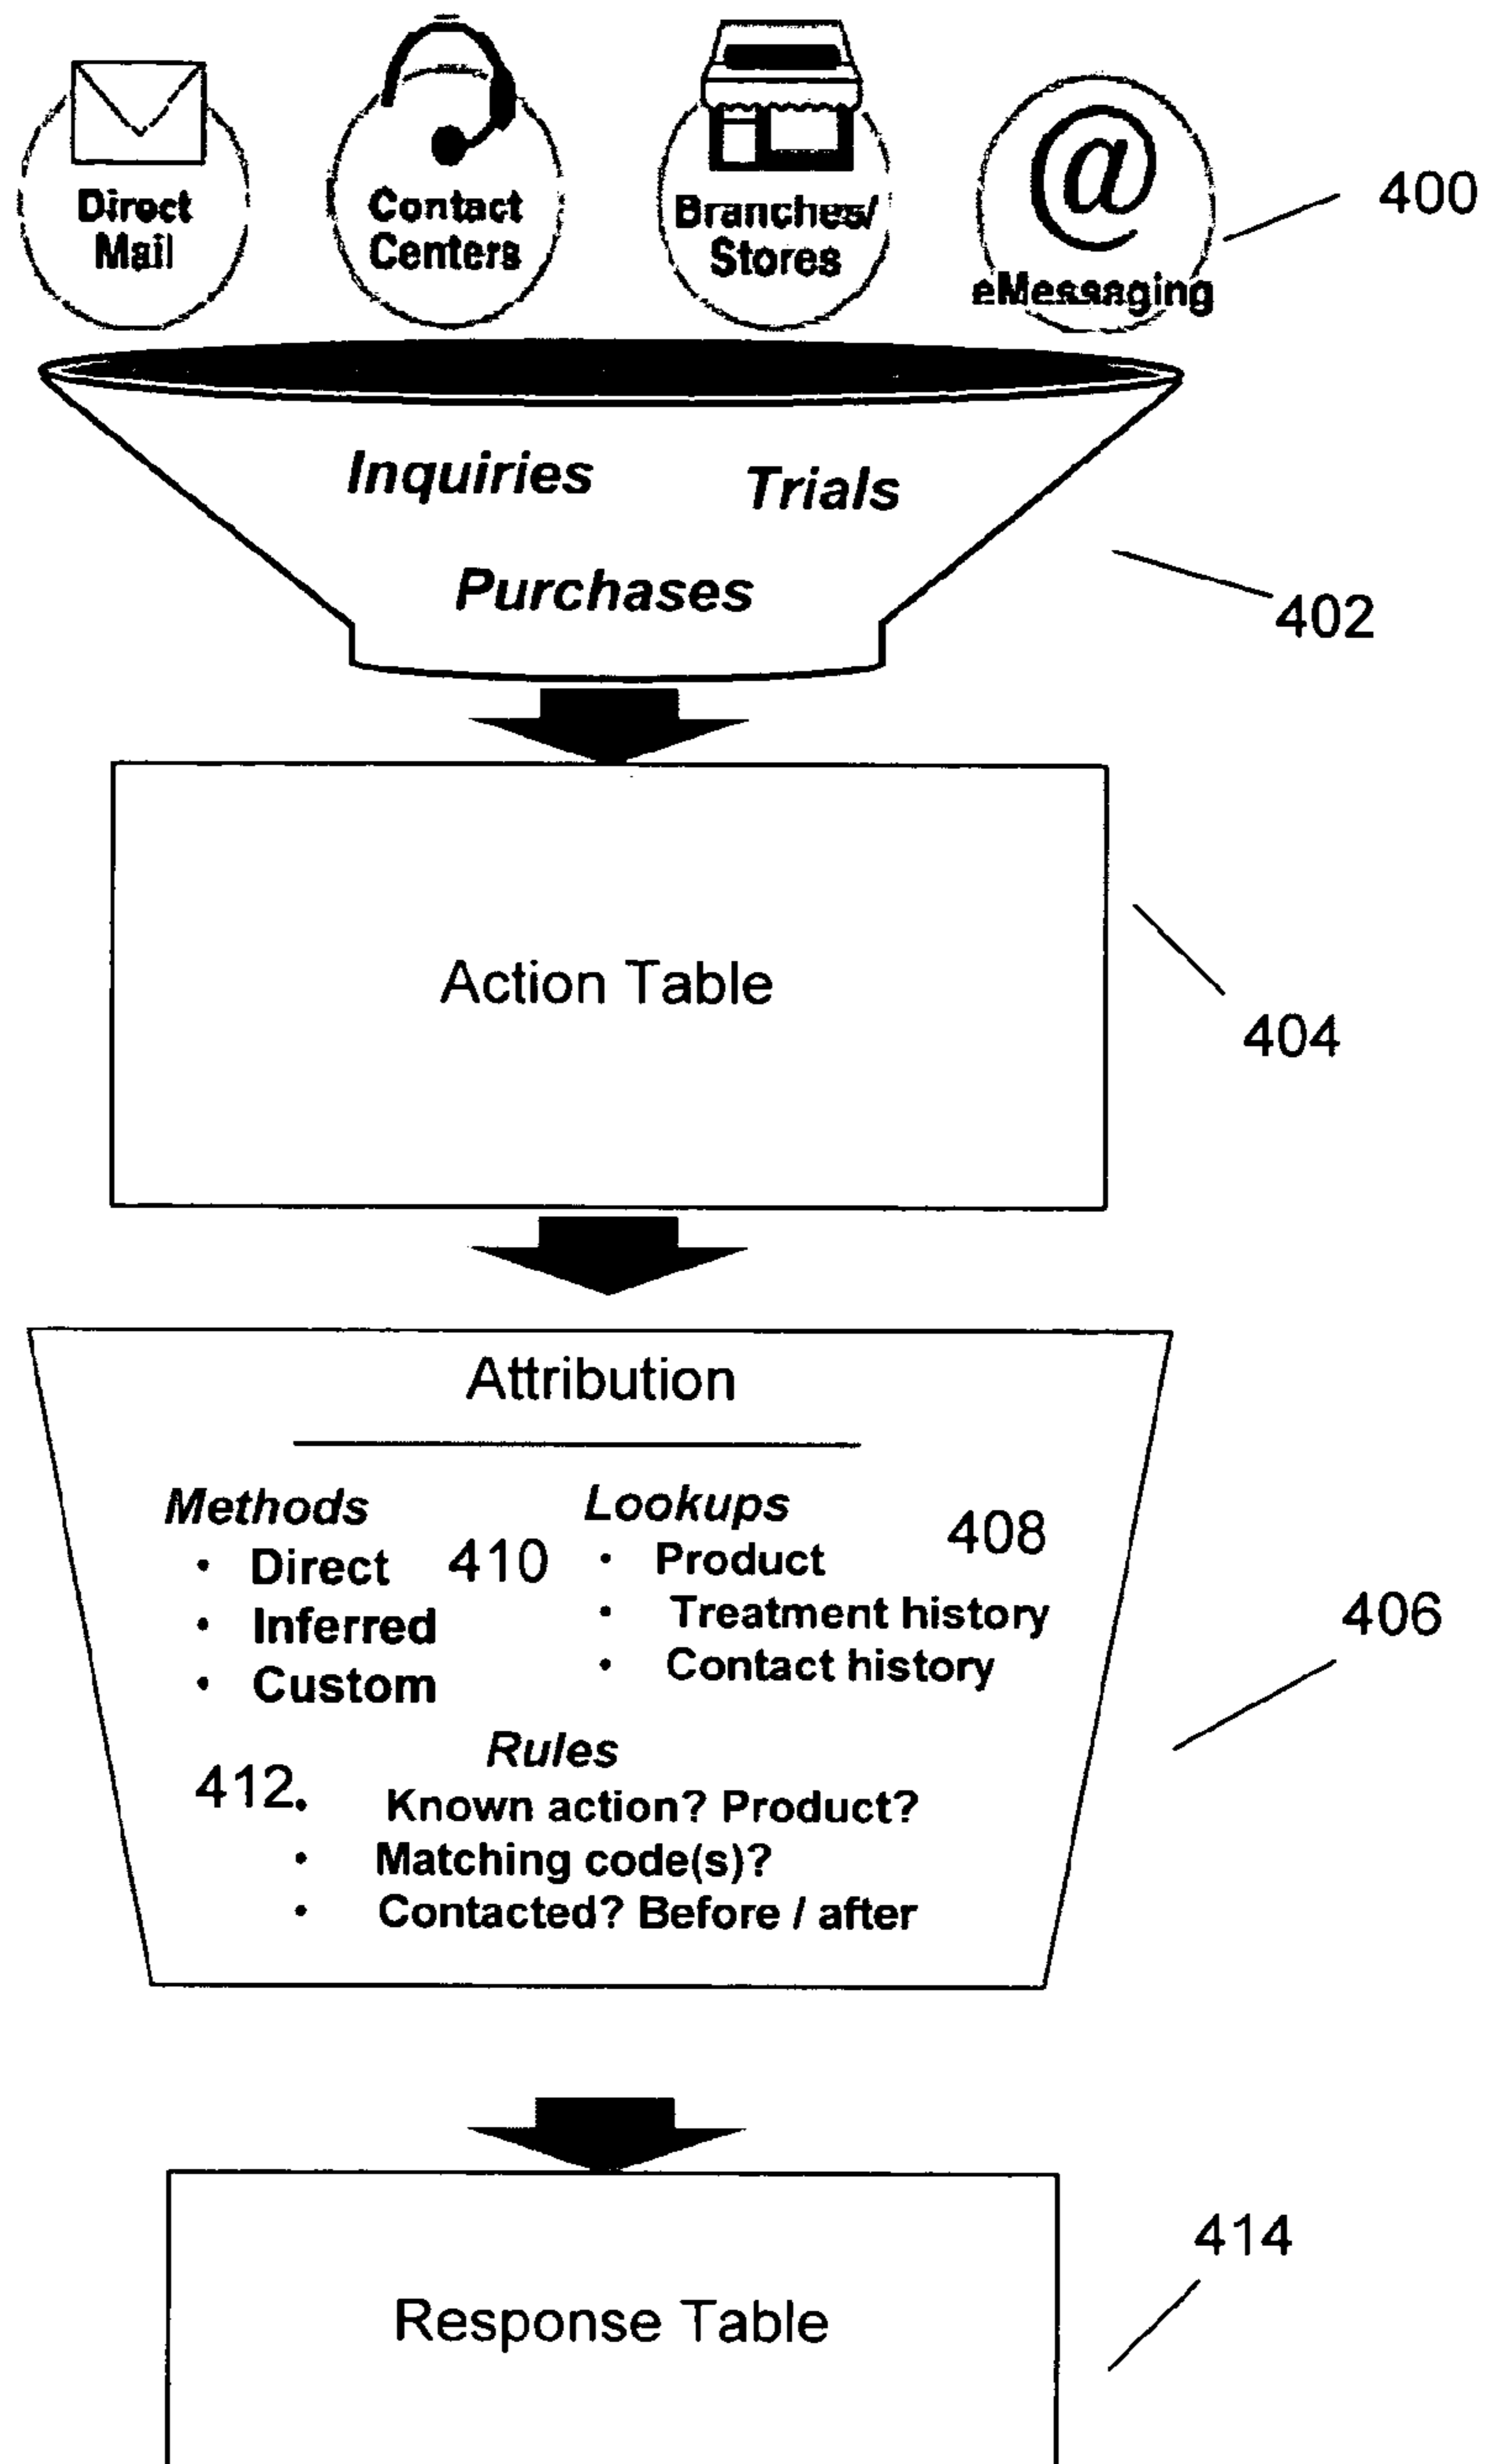 Direct
Mail
Contact
Centers
Branches/
Stores
@
eMessaging
400
Inquiries
Trials
Purchases
402
Action Table
404
Attribution
Methods
• Direct
• Inferred
• Custom
410
Lookups
• Product
• Treatment history
• Contact history
408
406
Rules
412
• Known action? Product?
• Matching code(s)?
• Contacted? Before / after
Response Table
414